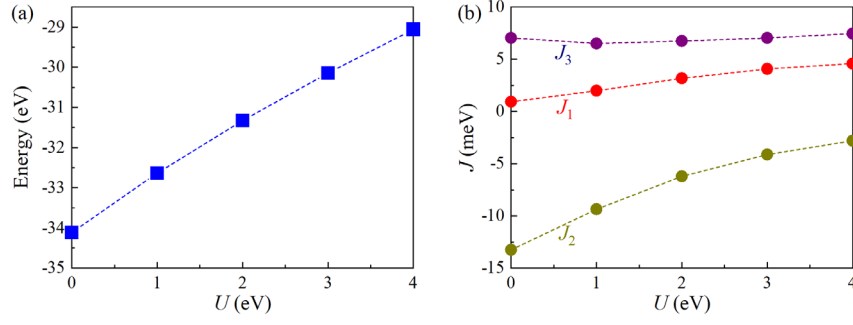 (a)
Energy (eV)
-29
-30
-31
-32
-33
-34
-35
0 1 2 3 4
U (eV)
(b)
J (meV)
10
5
0
-5
-10
-15
J3
J1
J2
0 1 2 3 4
U (eV)